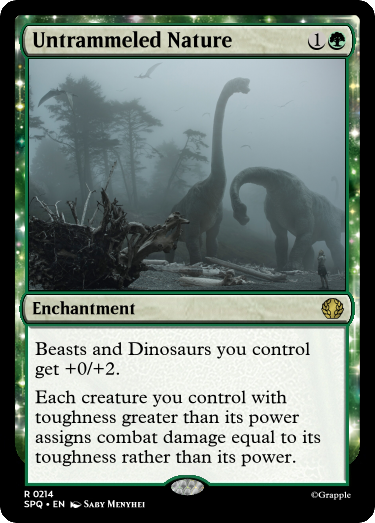 Untrammeled Nature 1
Enchantment
Beasts and Dinosaurs you control
get +0/+2.
Each creature you control with
toughness greater than its power
assigns combat damage equal to its
toughness rather than its power.
R 0214
SPQ • EN Saby Menyhei
©Grapple